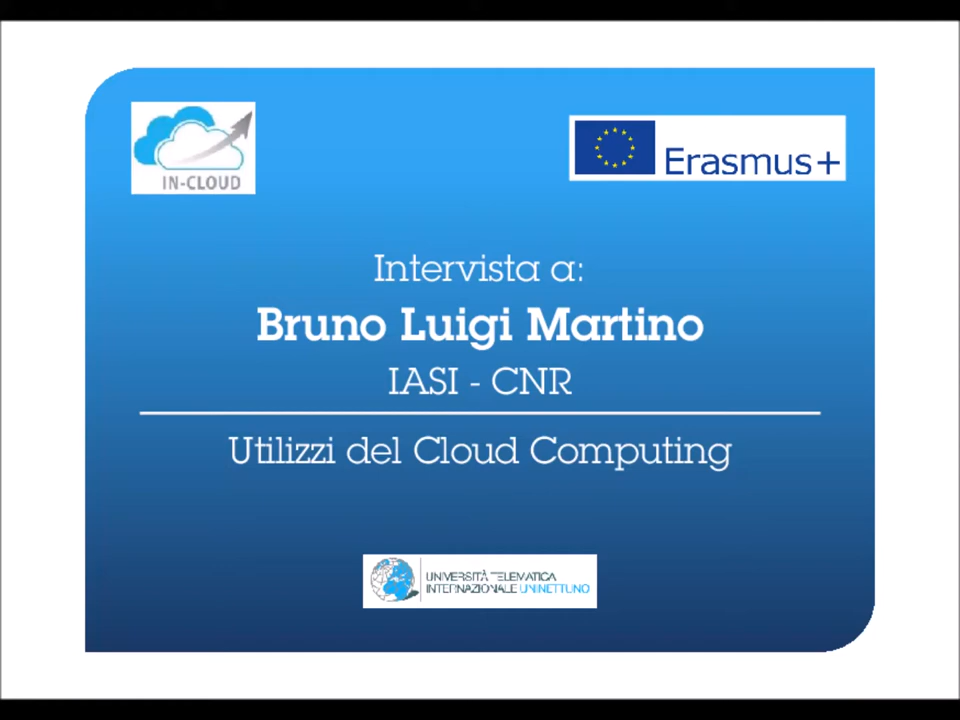 IN-CLOUD
Erasmus+
Intervista a:
Bruno Luigi Martino
IASI - CNR
Utilizzi del Cloud Computing
UNIVERSITÀ TELEMATICA
INTERNAZIONALE UNINETTUNO